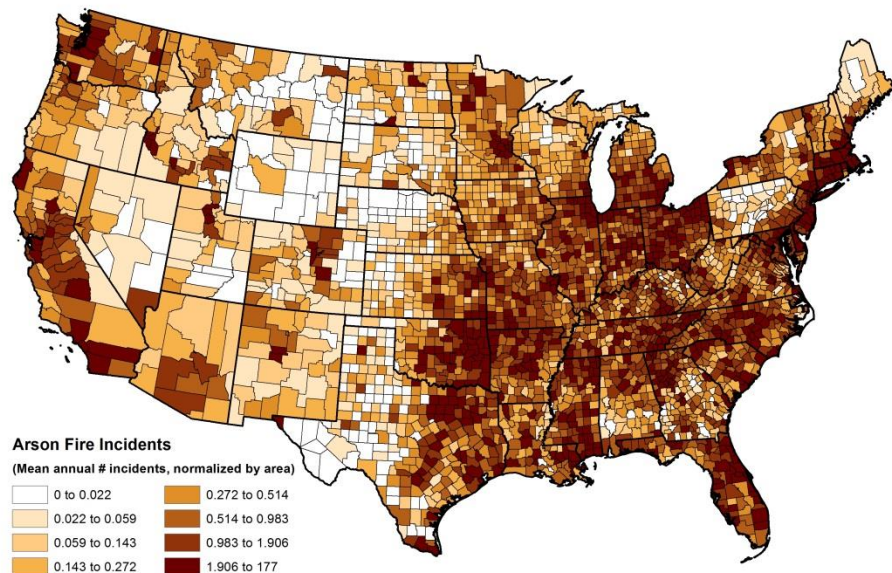 Arson Fire Incidents
(Mean annual # incidents, normalized by area)
0 to 0.022
0.022 to 0.059
0.059 to 0.143
0.143 to 0.272
0.272 to 0.514
0.514 to 0.983
0.983 to 1.906
1.906 to 177